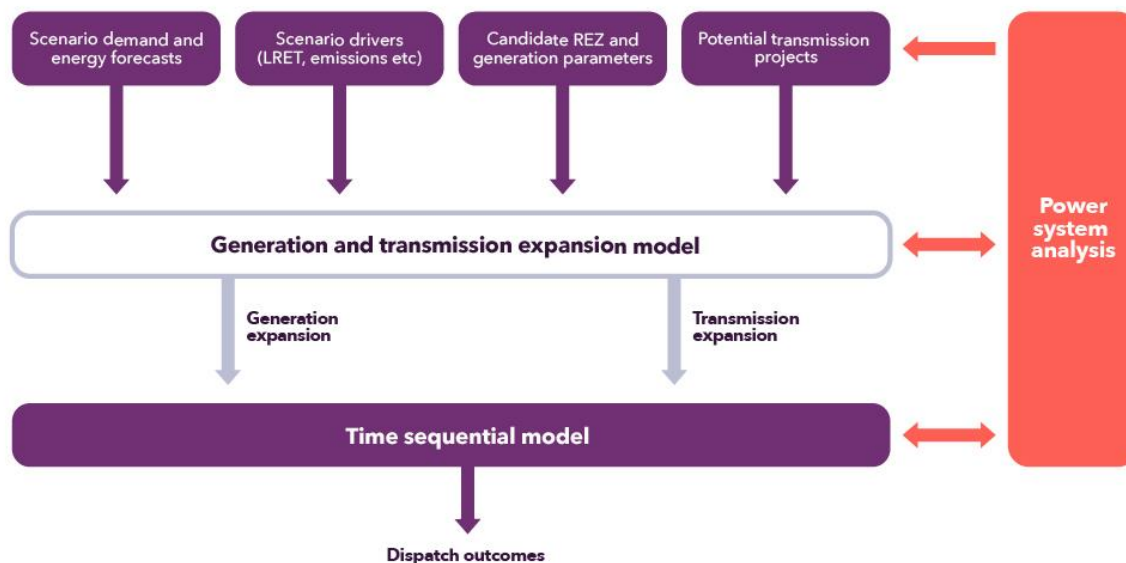 Scenario demand and
energy forecasts
Scenario drivers
(LRET, emissions etc)
Candidate REZ and
generation parameters
Potential transmission
projects
Power
system
analysis
Generation and transmission expansion model
Generation
expansion
Transmission
expansion
Time sequential model
Dispatch outcomes